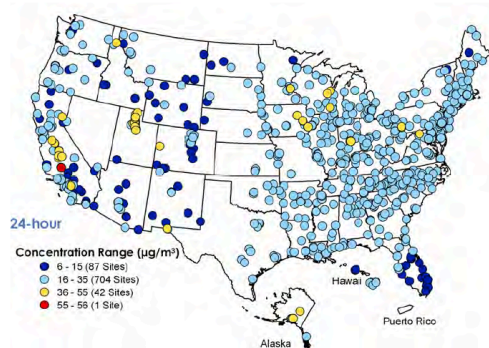 24-hour
Concentration Range (µg/m³)
6 - 15 (87 Sites)
16 - 35 (704 Sites)
36 - 55 (42 Sites)
55 - 56 (1 Site)
Hawaii
Puerto Rico
Alaska